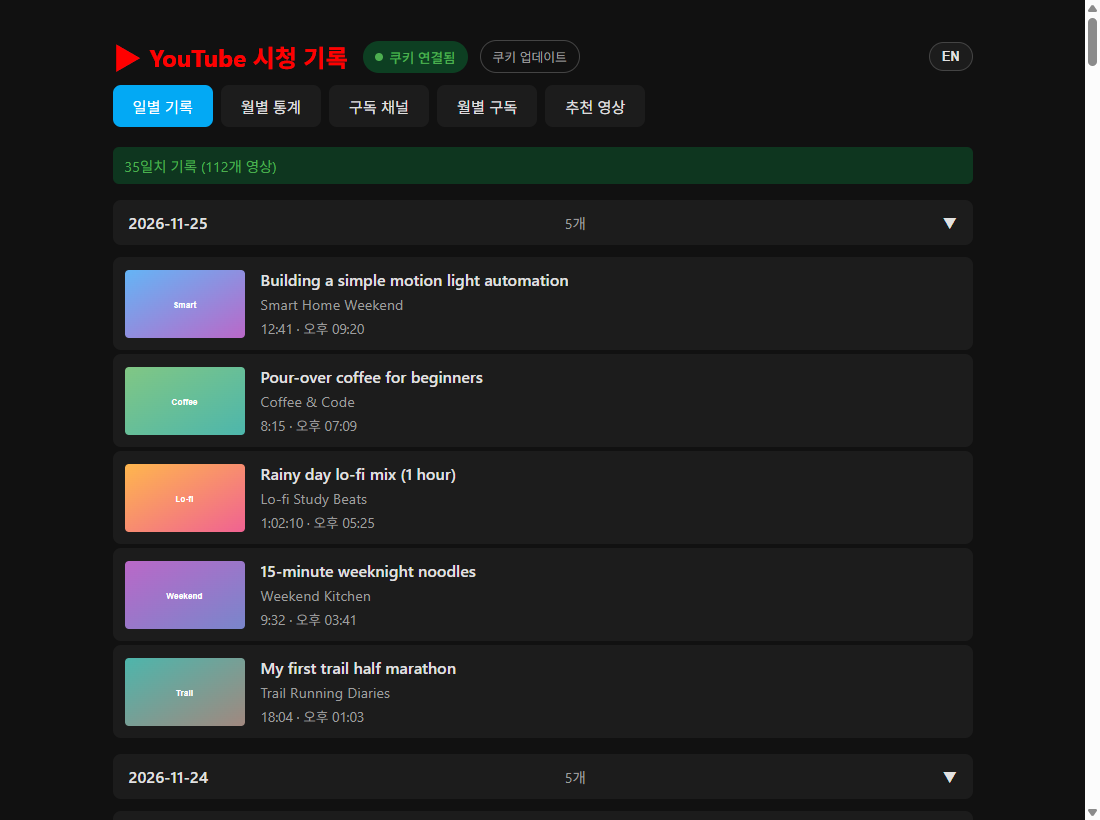 YouTube 시청 기록
쿠키 연결됨
쿠키 업데이트
EN
일별 기록
월별 통계
구독 채널
월별 구독
추천 영상
35일치 기록 (112개 영상)
2026-11-25 5개 ▼
Smart
Building a simple motion light automation
Smart Home Weekend
12:41 · 오후 09:20
Coffee
Pour-over coffee for beginners
Coffee & Code
8:15 · 오후 07:09
Lo-fi
Rainy day lo-fi mix (1 hour)
Lo-fi Study Beats
1:02:10 · 오후 05:25
Weekend
15-minute weeknight noodles
Weekend Kitchen
9:32 · 오후 03:41
Trail
My first trail half marathon
Trail Running Diaries
18:04 · 오후 01:03
2026-11-24 5개 ▼